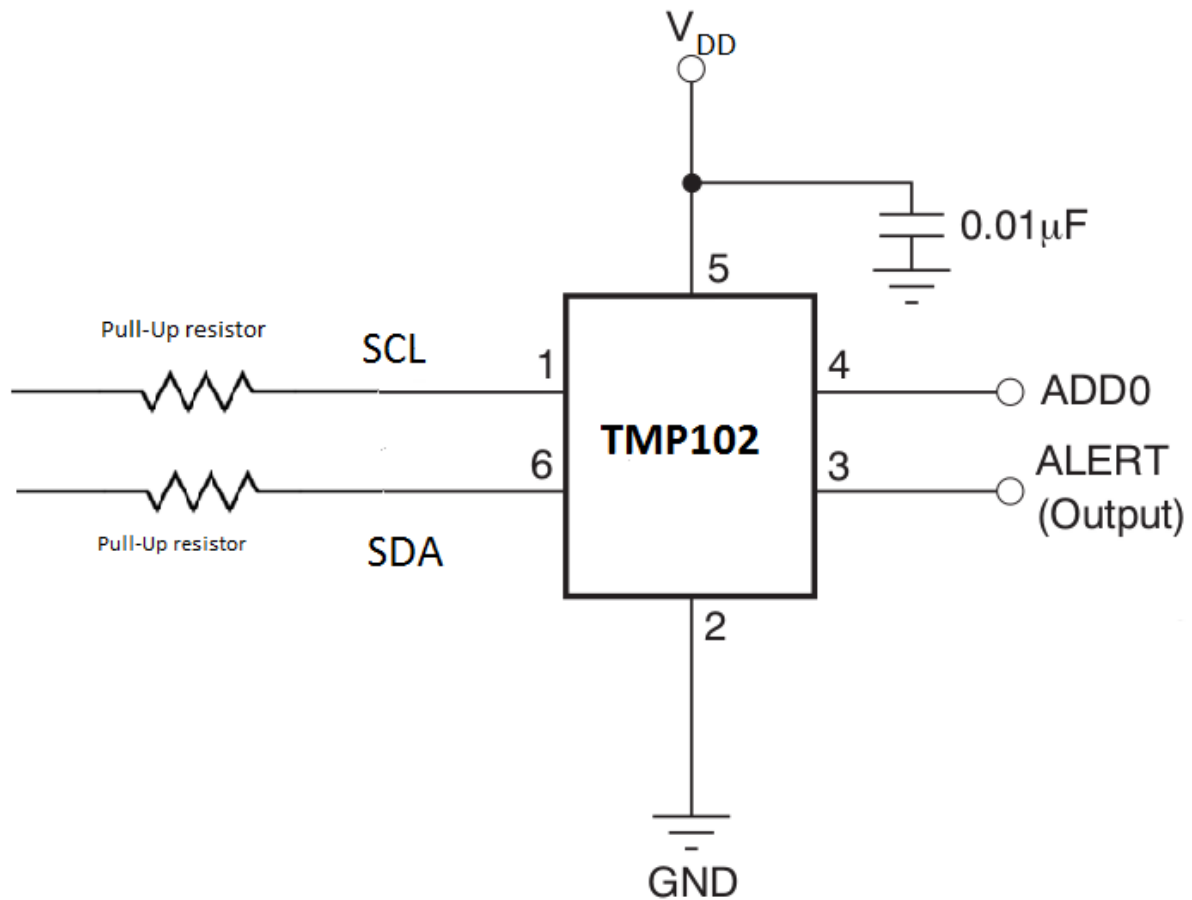 VDD
0.01μF
5
Pull-Up resistor
SCL
1
4
ADD0
TMP102
6
3
ALERT
(Output)
Pull-Up resistor
SDA
2
GND